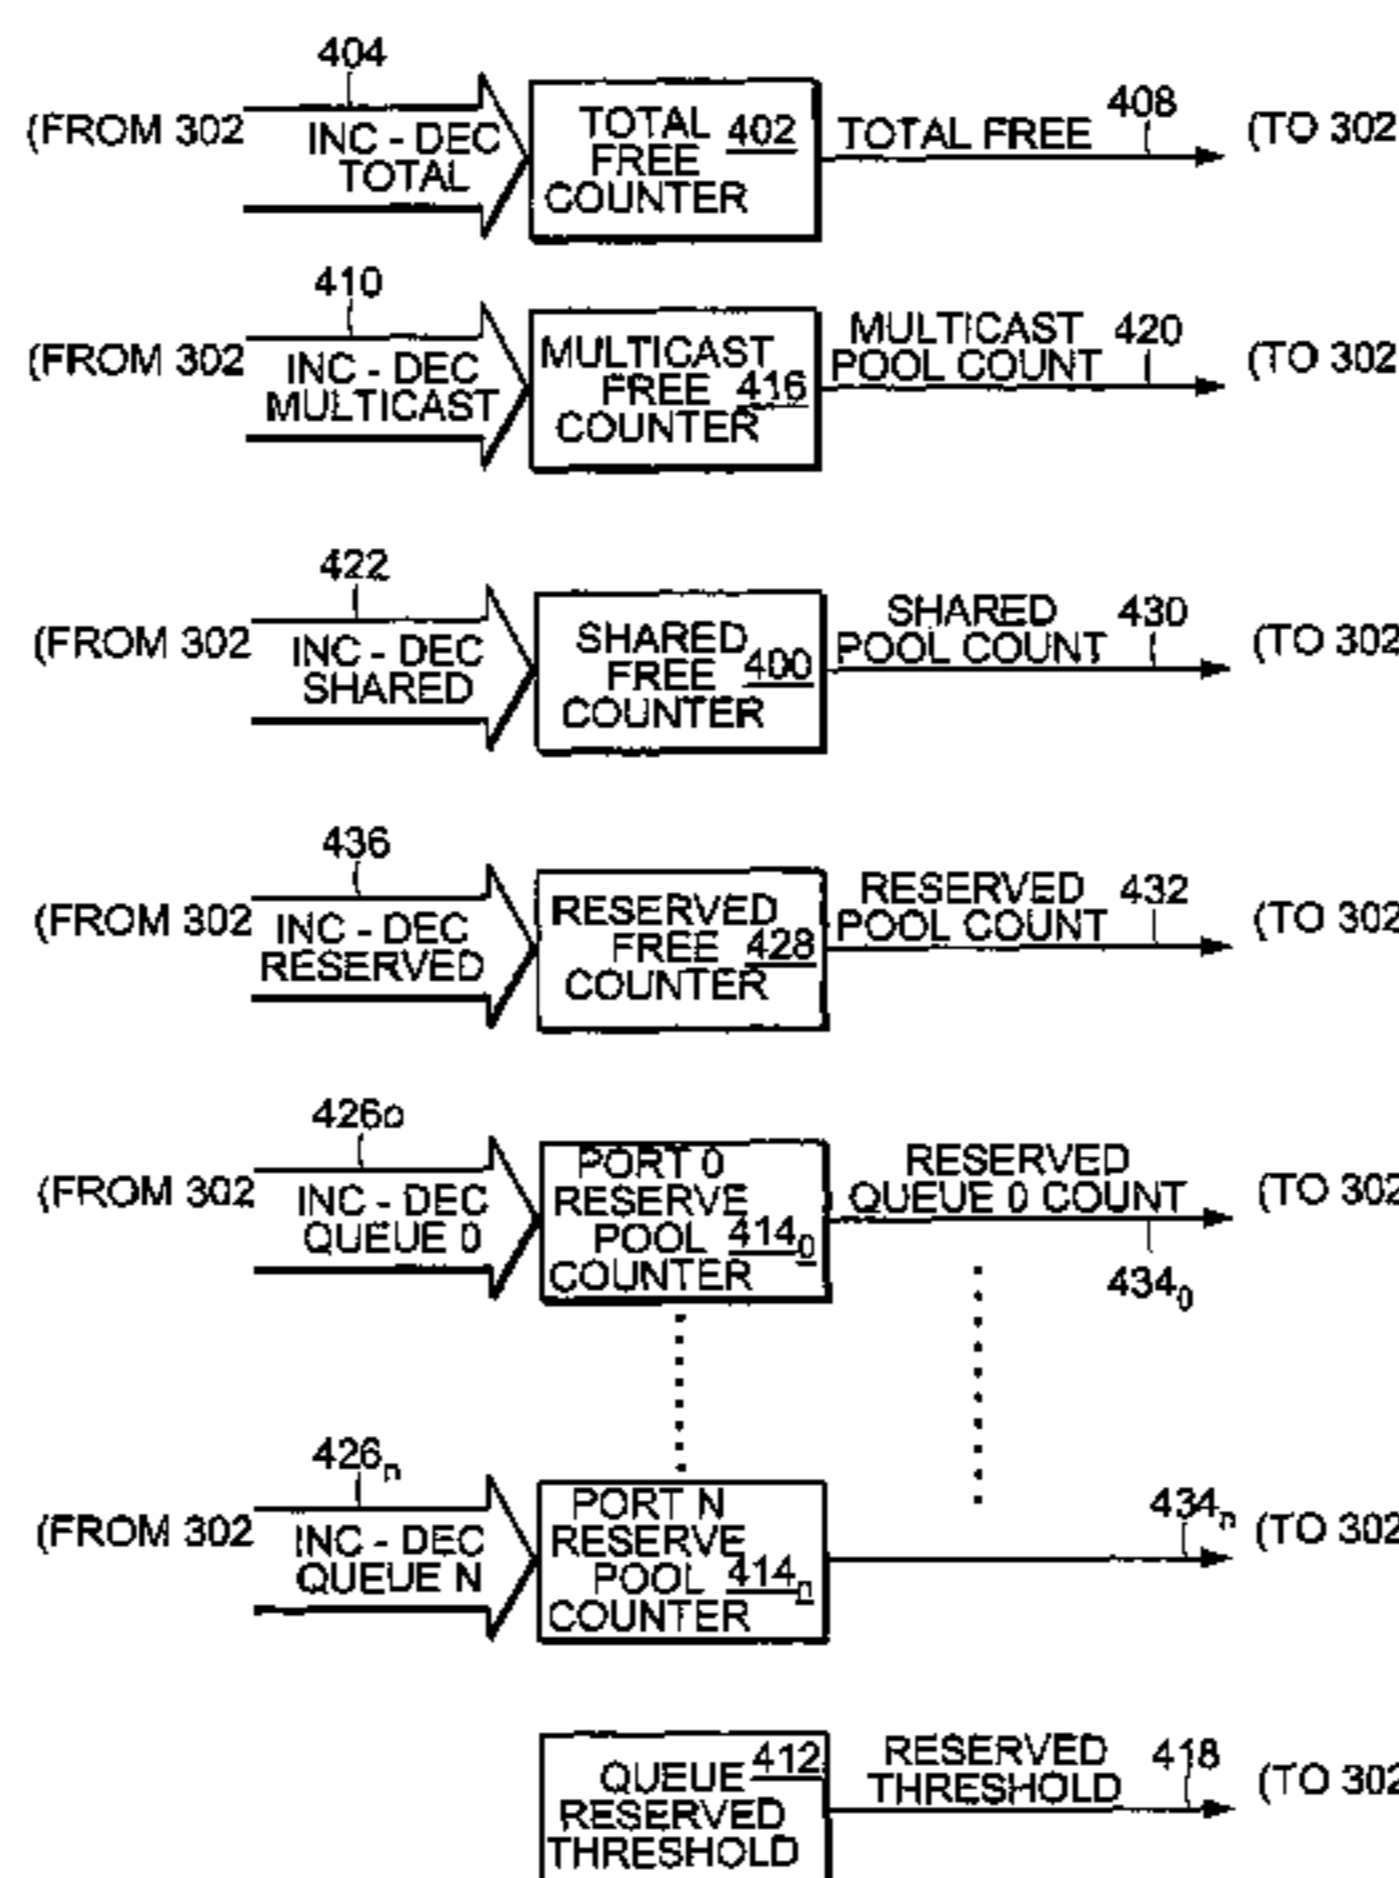 404
(FROM 302
INC - DEC
TOTAL
TOTAL
FREE
COUNTER
402
TOTAL FREE
408
(TO 302
410
(FROM 302
INC - DEC
MULTICAST
MULTICAST
FREE
COUNTER
416
MULTICAST
POOL COUNT
420
(TO 302
422
(FROM 302
INC - DEC
SHARED
SHARED
FREE
COUNTER
400
SHARED
POOL COUNT
430
(TO 302
436
(FROM 302
INC - DEC
RESERVED
RESERVED
FREE
COUNTER
428
RESERVED
POOL COUNT
432
(TO 302
426o
(FROM 302
INC - DEC
QUEUE 0
PORT 0
RESERVE
POOL
COUNTER
414₀
RESERVED
QUEUE 0 COUNT
434₀
(TO 302
426ₙ
(FROM 302
INC - DEC
QUEUE N
PORT N
RESERVE
POOL
COUNTER
414ₙ
434ₙ
(TO 302
QUEUE
RESERVED
THRESHOLD
412
RESERVED
THRESHOLD
418
(TO 302